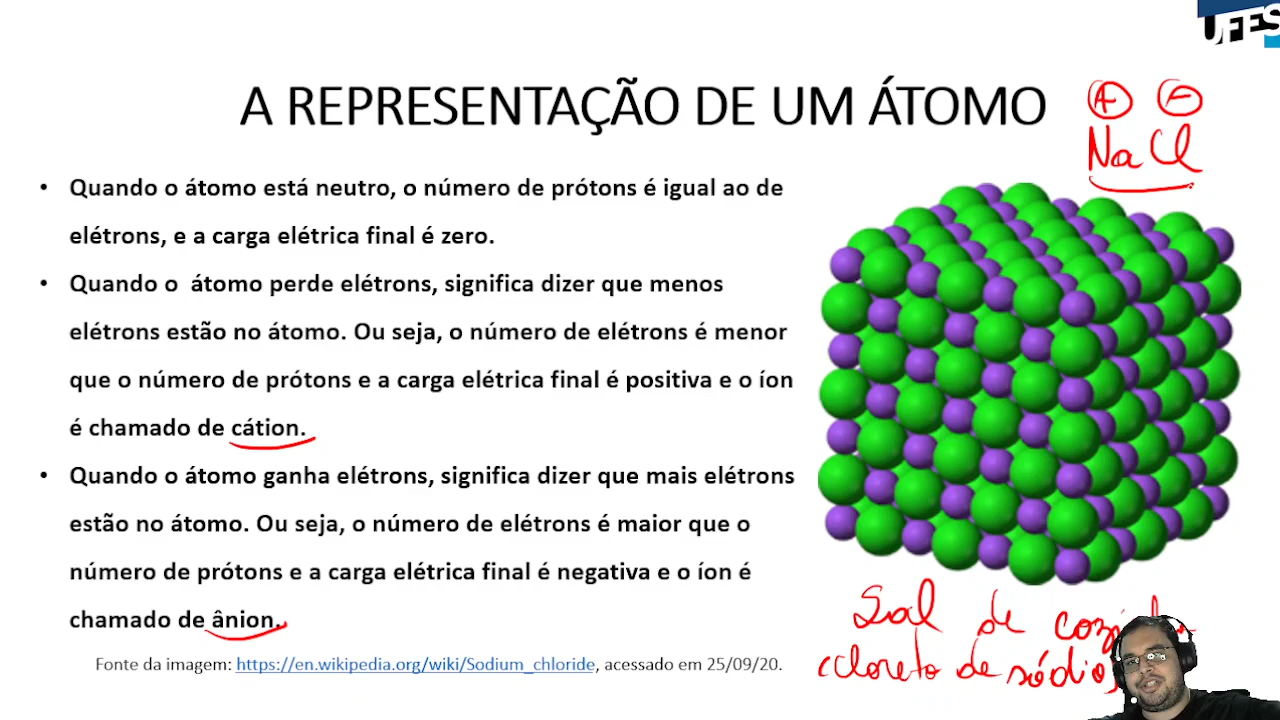 UFES
A REPRESENTAÇÃO DE UM ÁTOMO
+ -
NaCl
• Quando o átomo está neutro, o número de prótons é igual ao de
elétrons, e a carga elétrica final é zero.
• Quando o átomo perde elétrons, significa dizer que menos
elétrons estão no átomo. Ou seja, o número de elétrons é menor
que o número de prótons e a carga elétrica final é positiva e o íon
é chamado de cátion.
• Quando o átomo ganha elétrons, significa dizer que mais elétrons
estão no átomo. Ou seja, o número de elétrons é maior que o
número de prótons e a carga elétrica final é negativa e o íon é
chamado de ânion.
Fonte da imagem: https://en.wikipedia.org/wiki/Sodium_chloride, acessado em 25/09/20.
Sal de
(cloreto de sódio)